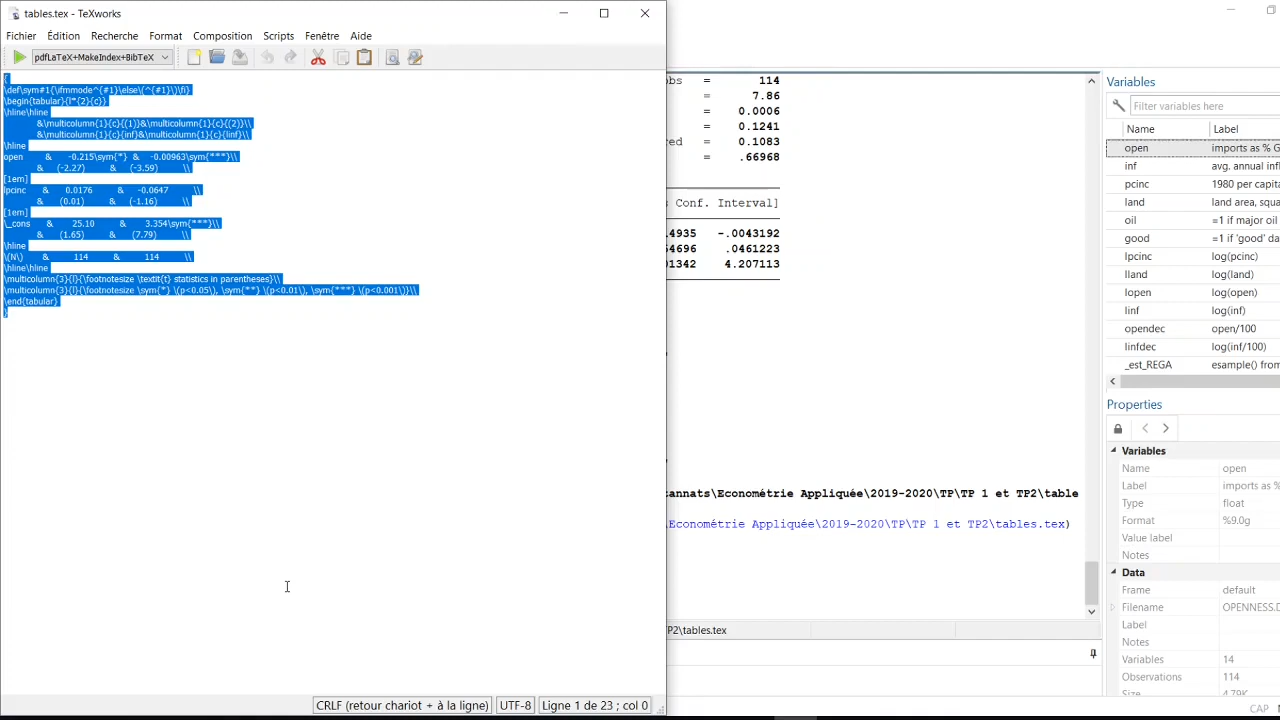 tables.tex - TeXworks
Fichier Édition Recherche Format Composition Scripts Fenêtre Aide
pdfLaTeX+MakeIndex+BibTeX
{
\def\sym#1{\ifmmode^{#1}\else\(^{#1}\)\fi}
\begin{tabular}{l*{2}{c}}
\hline\hline
&\multicolumn{1}{c}{(1)}&\multicolumn{1}{c}{(2)}\\
&\multicolumn{1}{c}{inf}&\multicolumn{1}{c}{linf}\\
\hline
open & -0.215\sym{*} & -0.00963\sym{***}\\
& (-2.27) & (-3.59) \\
[1em]
lpcinc & 0.0176 & -0.0647 \\
& (0.01) & (-1.16) \\
[1em]
\_cons & 25.10 & 3.354\sym{***}\\
& (1.65) & (7.79) \\
\hline
\(N\) & 114 & 114 \\
\hline\hline
\multicolumn{3}{l}{\footnotesize \textit{t} statistics in parentheses}\\
\multicolumn{3}{l}{\footnotesize \sym{*} \(p<0.05\), \sym{**} \(p<0.01\), \sym{***} \(p<0.001\)}\\
\end{tabular}
}
CRLF (retour chariot + à la ligne) UTF-8 Ligne 1 de 23 ; col 0
obs = 114
= 7.86
= 0.0006
= 0.1241
red = 0.1083
= .66968
Conf. Interval]
4935 -.0043192
4696 .0461223
01342 4.207113
annats\Econométrie Appliquée\2019-2020\TP\TP 1 et TP2\table
\Econométrie Appliquée\2019-2020\TP\TP 1 et TP2\tables.tex)
P2\tables.tex
Variables
Filter variables here
Name Label
open imports as % G
inf avg. annual infl
pcinc 1980 per capita
land land area, squa
oil =1 if major oil
good =1 if 'good' da
lpcinc log(pcinc)
lland log(land)
lopen log(open)
linf log(inf)
opendec open/100
linfdec log(inf/100)
_est_REGA esample() from
Properties
Variables
Name open
Label imports as %
Type float
Format %9.0g
Value label
Notes
Data
Frame default
Filename OPENNESS.D
Label
Notes
Variables 14
Observations 114
Size 4.79K
CAP